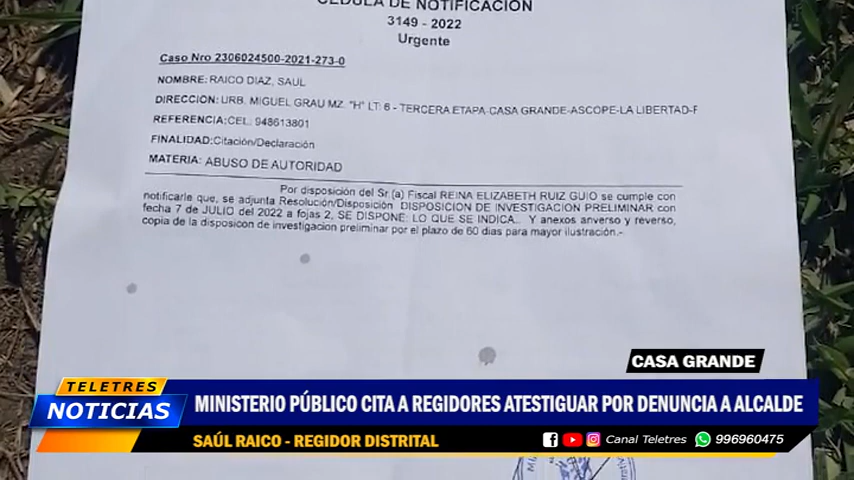 CÉDULA DE NOTIFICACIÓN
3149 - 2022
Urgente
Caso Nro 2306024500-2021-273-0
NOMBRE: RAICO DIAZ, SAUL
DIRECCION: URB. MIGUEL GRAU MZ. "H" LT: 6 - TERCERA ETAPA-CASA GRANDE-ASCOPE-LA LIBERTAD-F
REFERENCIA: CEL: 948613801
FINALIDAD: Citación/Declaración
MATERIA: ABUSO DE AUTORIDAD
Por disposición del Sr (a) Fiscal REINA ELIZABETH RUIZ GUIO se cumple con
notificarle que, se adjunta Resolución/Disposición DISPOSICION DE INVESTIGACION PRELIMINAR con
fecha 7 de JULIO del 2022 a fojas 2, SE DISPONE: LO QUE SE INDICA.. Y anexos anverso y reverso,
copia de la disposicon de investigacion preliminar por el plazo de 60 dias para mayor ilustración.-
CASA GRANDE
TELETRES
NOTICIAS
MINISTERIO PÚBLICO CITA A REGIDORES ATESTIGUAR POR DENUNCIA A ALCALDE
SAÚL RAICO - REGIDOR DISTRITAL
Canal Teletres
996960475